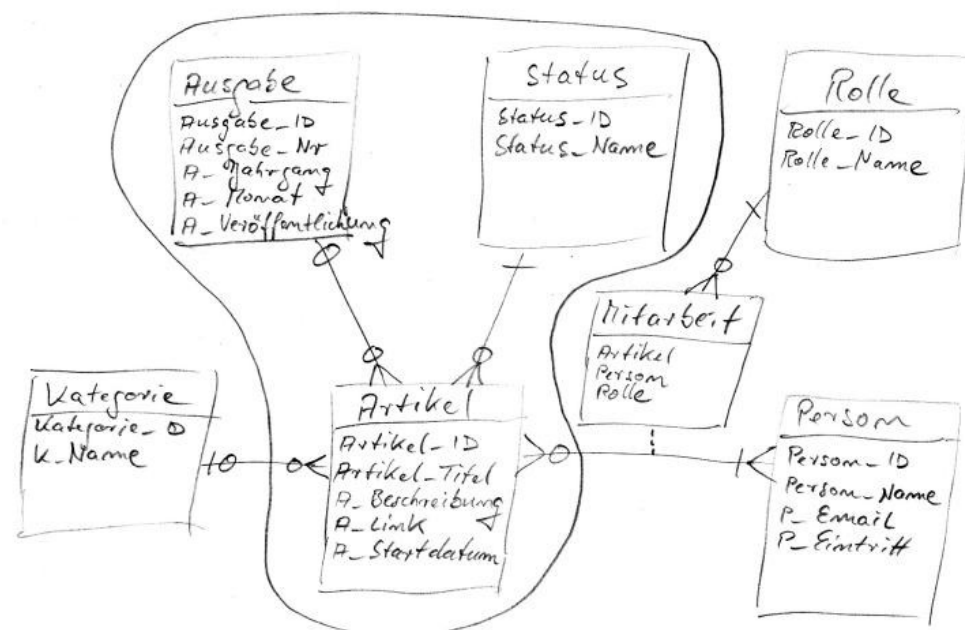 Ausgabe
Ausgabe_ID
Ausgabe_Nr
A_Jahrgang
A_Monat
A_Veröffentlichung
Status
Status_ID
Status_Name
Rolle
Rolle_ID
Rolle_Name
Mitarbeit
Artikel
Person
Rolle
Kategorie
Kategorie_ID
K_Name
Artikel
Artikel_ID
Artikel_Titel
A_Beschreibung
A_Link
A_Startdatum
Person
Person_ID
Person_Name
P_Email
P_Eintritt